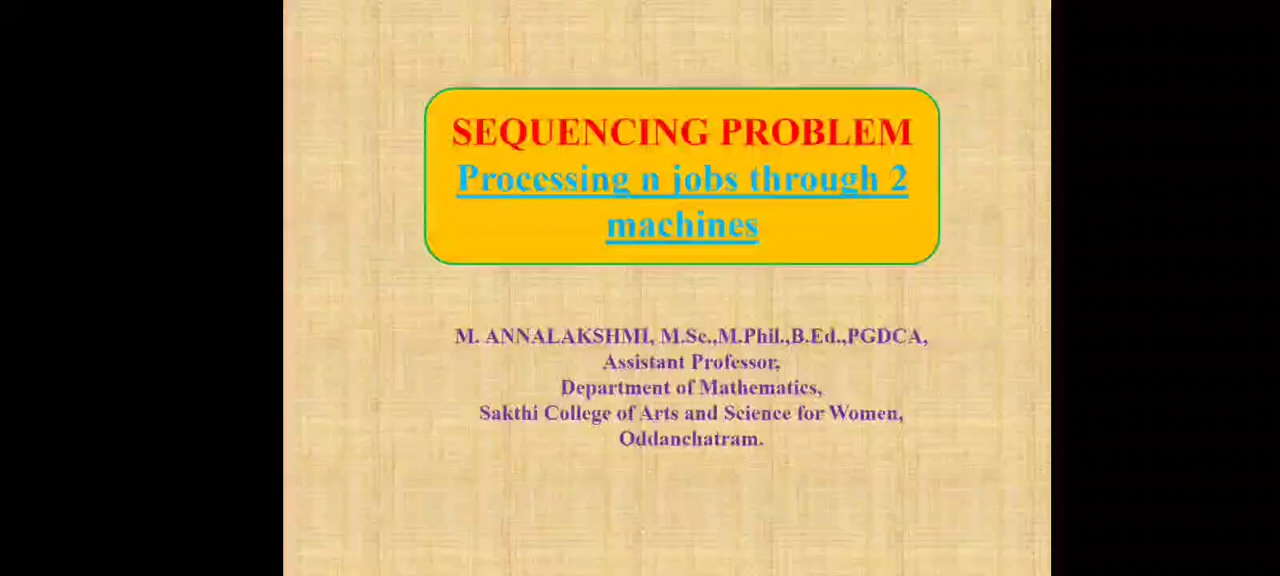 SEQUENCING PROBLEM
Processing n jobs through 2
machines
M. ANNALAKSHMI, M.Sc.,M.Phil.,B.Ed.,PGDCA,
Assistant Professor,
Department of Mathematics,
Sakthi College of Arts and Science for Women,
Oddanchatram.